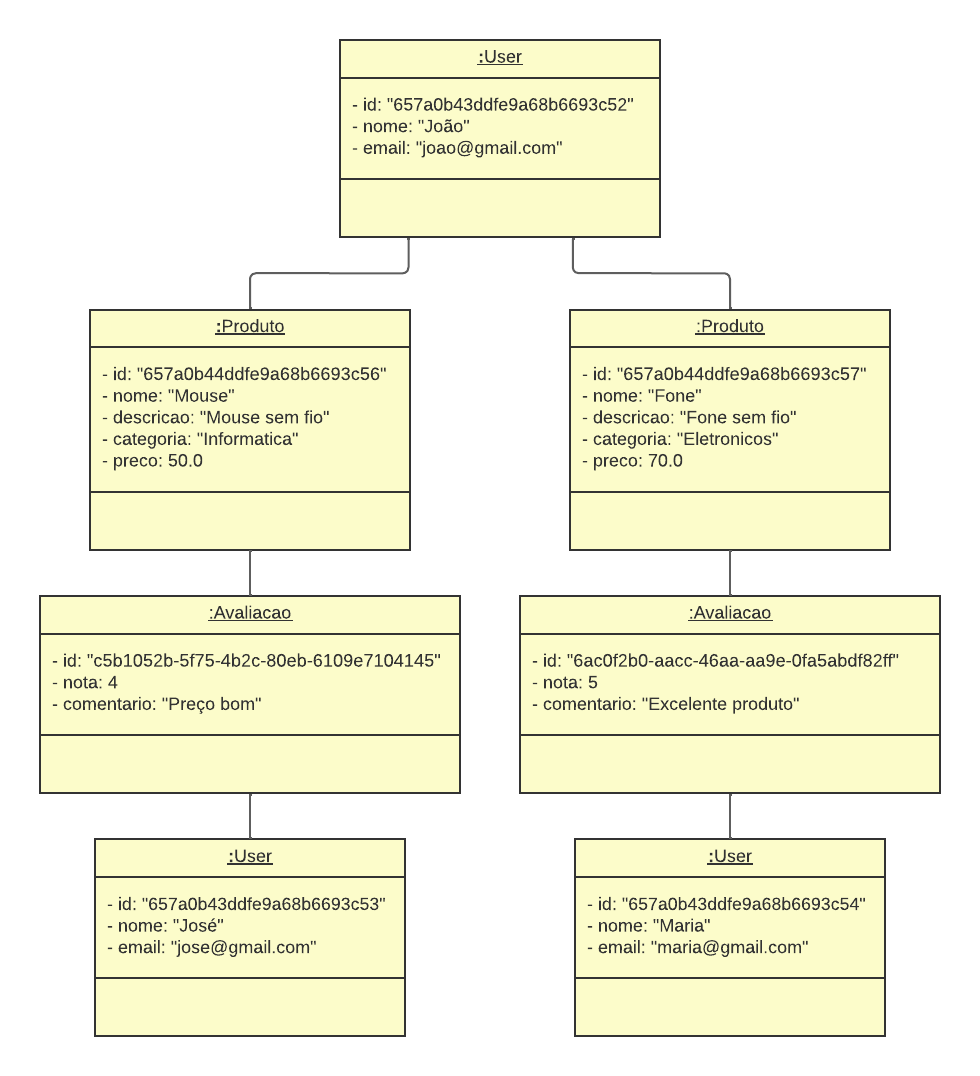 :User
- id: "657a0b43ddfe9a68b6693c52"
- nome: "João"
- email: "joao@gmail.com"
:Produto
- id: "657a0b44ddfe9a68b6693c56"
- nome: "Mouse"
- descricao: "Mouse sem fio"
- categoria: "Informatica"
- preco: 50.0
:Produto
- id: "657a0b44ddfe9a68b6693c57"
- nome: "Fone"
- descricao: "Fone sem fio"
- categoria: "Eletronicos"
- preco: 70.0
:Avaliacao
- id: "c5b1052b-5f75-4b2c-80eb-6109e7104145"
- nota: 4
- comentario: "Preço bom"
:Avaliacao
- id: "6ac0f2b0-aacc-46aa-aa9e-0fa5abdf82ff"
- nota: 5
- comentario: "Excelente produto"
:User
- id: "657a0b43ddfe9a68b6693c53"
- nome: "José"
- email: "jose@gmail.com"
:User
- id: "657a0b43ddfe9a68b6693c54"
- nome: "Maria"
- email: "maria@gmail.com"